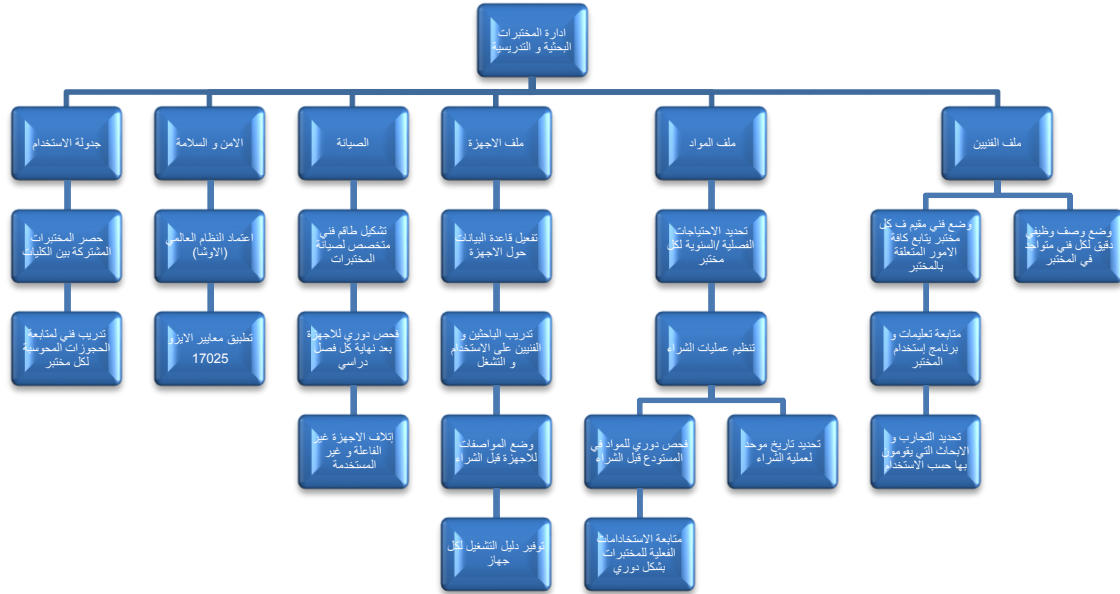 ادارة المختبرات
البحثية و التدريسية
ملف الفنيين
ملف المواد
ملف الاجهزة
الصيانة
الامن و السلامة
جدولة الاستخدام
وضع وصف وظيفي
دقيق لكل فني متواجد
في المختبر
وضع فني مقيم ف كل
مختبر يتابع كافة
الامور المتعلقة
بالمختبر
تحديد الاحتياجات
الفصلية /السنوية لكل
مختبر
تفعيل قاعدة البيانات
حول الاجهزة
تشكيل طاقم فني
متخصص لصيانة
المختبرات
اعتماد النظام العالمي
(الاوشا)
حصر المختبرات
المشتركة بين الكليات
متابعة تعليمات و
برنامج إستخدام
المختبر
تنظيم عمليات الشراء
تدريب الباحثين و
الفنيين على الاستخدام
و التشغل
فحص دوري للاجهزة
بعد نهاية كل فصل
دراسي
تطبيق معايير الايزو
17025
تدريب فني لمتابعة
الحجوزات المحوسبة
لكل مختبر
تحديد التجارب و
الابحاث التي يقومون
بها حسب الاستخدام
تحديد تاريخ موحد
لعملية الشراء
فحص دوري للمواد في
المستودع قبل الشراء
وضع المواصفات
للاجهزة قبل الشراء
إتلاف الاجهزة غير
الفاعلة و غير
المستخدمة
متابعة الاستخادامات
الفعلية للمختبرات
بشكل دوري
توفير دليل التشغيل لكل
جهاز